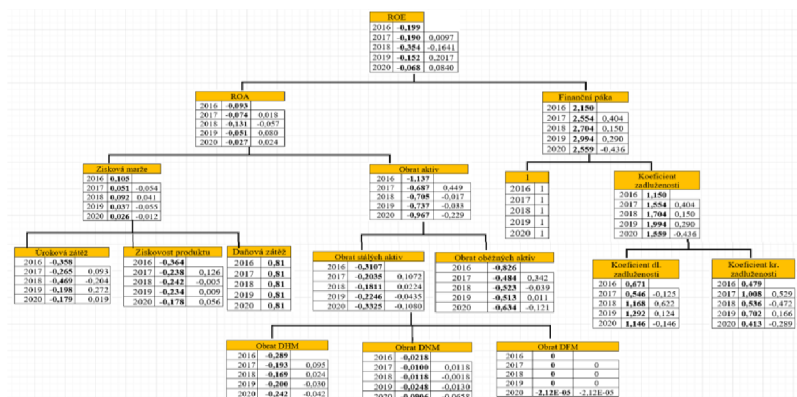 ROE
2016 -0,199
2017 -0,190 0,0097
2018 -0,354 -0,1641
2019 -0,152 0,2017
2020 -0,068 0,0840
ROA
2016 -0,093
2017 -0,074 0,018
2018 -0,131 -0,057
2019 -0,051 0,080
2020 -0,027 0,024
Finanční páka
2016 2,150
2017 2,554 0,404
2018 2,704 0,150
2019 2,994 0,290
2020 2,559 -0,436
Zisková marže
2016 0,105
2017 0,051 -0,054
2018 0,092 0,041
2019 0,037 -0,055
2020 0,026 -0,012
Obrat aktiv
2016 -1,137
2017 -0,687 0,449
2018 -0,705 -0,017
2019 -0,737 -0,033
2020 -0,967 -0,229
1
2016 1
2017 1
2018 1
2019 1
2020 1
Koeficient
zadluženosti
2016 1,150
2017 1,554 0,404
2018 1,704 0,150
2019 1,994 0,290
2020 1,559 -0,436
Úroková zátěž
2016 -0,358
2017 -0,265 0,093
2018 -0,469 -0,204
2019 -0,198 0,272
2020 -0,179 0,019
Ziskovost produktu
2016 -0,364
2017 -0,238 0,126
2018 -0,242 -0,005
2019 -0,234 0,009
2020 -0,178 0,056
Daňová zátěž
2016 0,81
2017 0,81
2018 0,81
2019 0,81
2020 0,81
Obrat stálých aktiv
2016 -0,3107
2017 -0,2035 0,1072
2018 -0,1811 0,0224
2019 -0,2246 -0,0435
2020 -0,3325 -0,1080
Obrat oběžných aktiv
2016 -0,826
2017 -0,484 0,342
2018 -0,523 -0,039
2019 -0,513 0,011
2020 -0,634 -0,121
Koeficient dl.
zadluženosti
2016 0,671
2017 0,546 -0,125
2018 1,168 0,622
2019 1,292 0,124
2020 1,146 -0,146
Koeficient kr.
zadluženosti
2016 0,479
2017 1,008 0,529
2018 0,536 -0,472
2019 0,702 0,166
2020 0,413 -0,289
Obrat DHM
2016 -0,289
2017 -0,193 0,095
2018 -0,169 0,024
2019 -0,200 -0,030
2020 -0,242 -0,042
Obrat DNM
2016 -0,0218
2017 -0,0100 0,0118
2018 -0,0118 -0,0018
2019 -0,0248 -0,0130
2020
Obrat DFM
2016 0
2017 0 0
2018 0 0
2019 0 0
2020 -2,12E-05 -2,12E-05